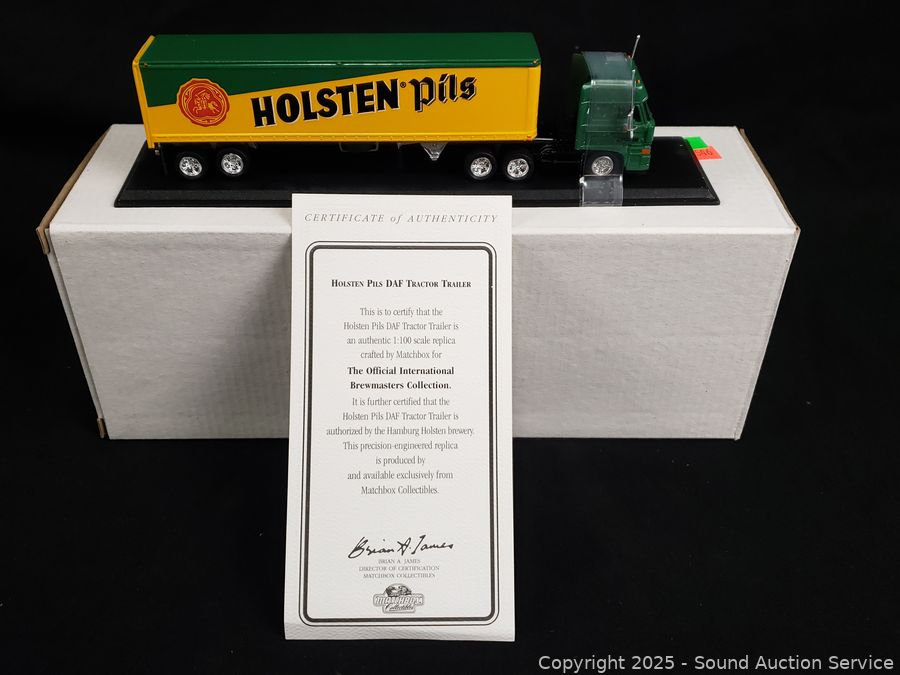 HOLSTEN® Pils
CERTIFICATE of AUTHENTICITY
HOLSTEN PILS DAF TRACTOR TRAILER
This is to certify that the
Holsten Pils DAF Tractor Trailer is
an authentic 1:100 scale replica
crafted by Matchbox for
The Official International
Brewmasters Collection.
It is further certified that the
Holsten Pils DAF Tractor Trailer is
authorized by the Hamburg Holsten brewery.
This precision-engineered replica
is produced by
and available exclusively from
Matchbox Collectibles.
Brian A. James
BRIAN A. JAMES
DIRECTOR OF CERTIFICATION
MATCHBOX COLLECTIBLES
MATCHBOX
Collectibles
Copyright 2025 - Sound Auction Service